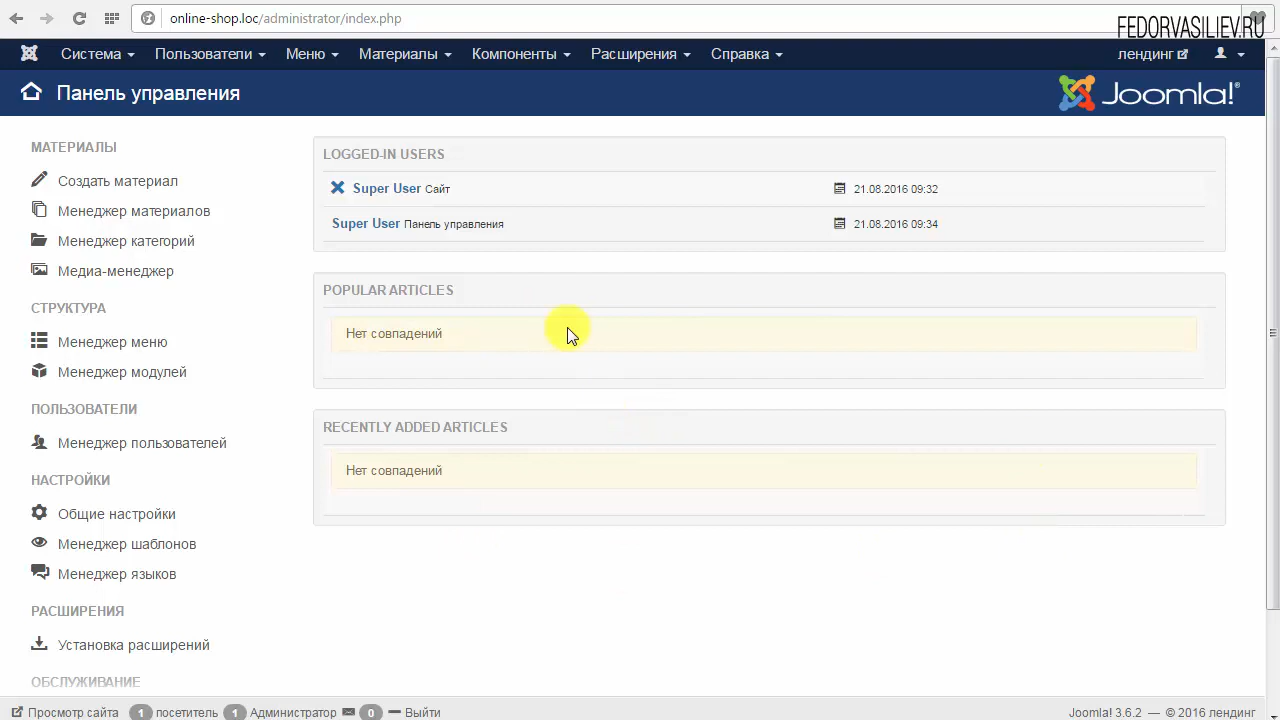 online-shop.loc/administrator/index.php
FEDORVASILIEV.RU
Система Пользователи Меню Материалы Компоненты Расширения Справка лендинг
Панель управления
Joomla!®
МАТЕРИАЛЫ
Создать материал
Менеджер материалов
Менеджер категорий
Медиа-менеджер
СТРУКТУРА
Менеджер меню
Менеджер модулей
ПОЛЬЗОВАТЕЛИ
Менеджер пользователей
НАСТРОЙКИ
Общие настройки
Менеджер шаблонов
Менеджер языков
РАСШИРЕНИЯ
Установка расширений
ОБСЛУЖИВАНИЕ
LOGGED-IN USERS
Super User Сайт 21.08.2016 09:32
Super User Панель управления 21.08.2016 09:34
POPULAR ARTICLES
Нет совпадений
RECENTLY ADDED ARTICLES
Нет совпадений
Просмотр сайта 1 посетитель 1 Администратор 0 Выйти
Joomla! 3.6.2 — © 2016 лендинг